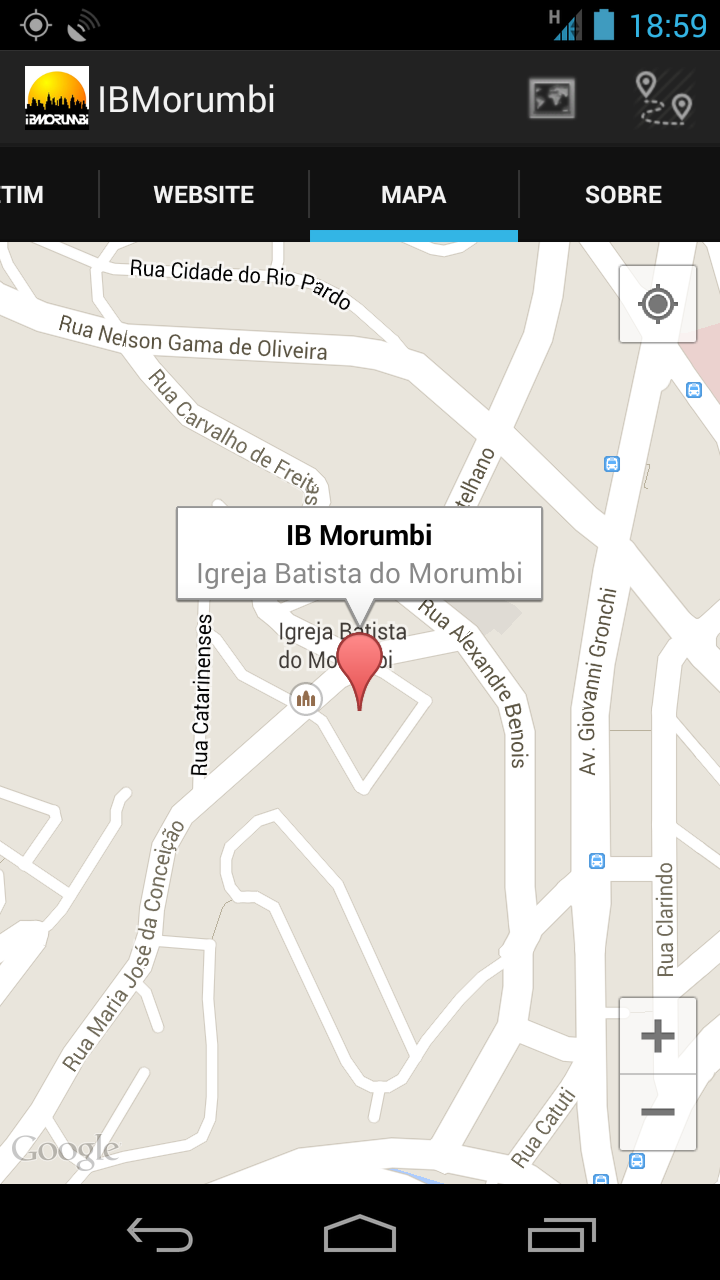 H
18:59
IBMORUMBI
IBMorumbi
TIM
WEBSITE
MAPA
SOBRE
Rua Cidade do Rio Pardo
Rua Nelson Gama de Oliveira
Rua Carvalho de Freitas
telhano
IB Morumbi
Igreja Batista do Morumbi
Igreja Batista
do Mo bi
Rua Alexandre Benois
Rua Catarinenses
Av. Giovanni Gronchi
Rua Maria José da Conceição
Rua Clarindo
Rua Catuti
Google